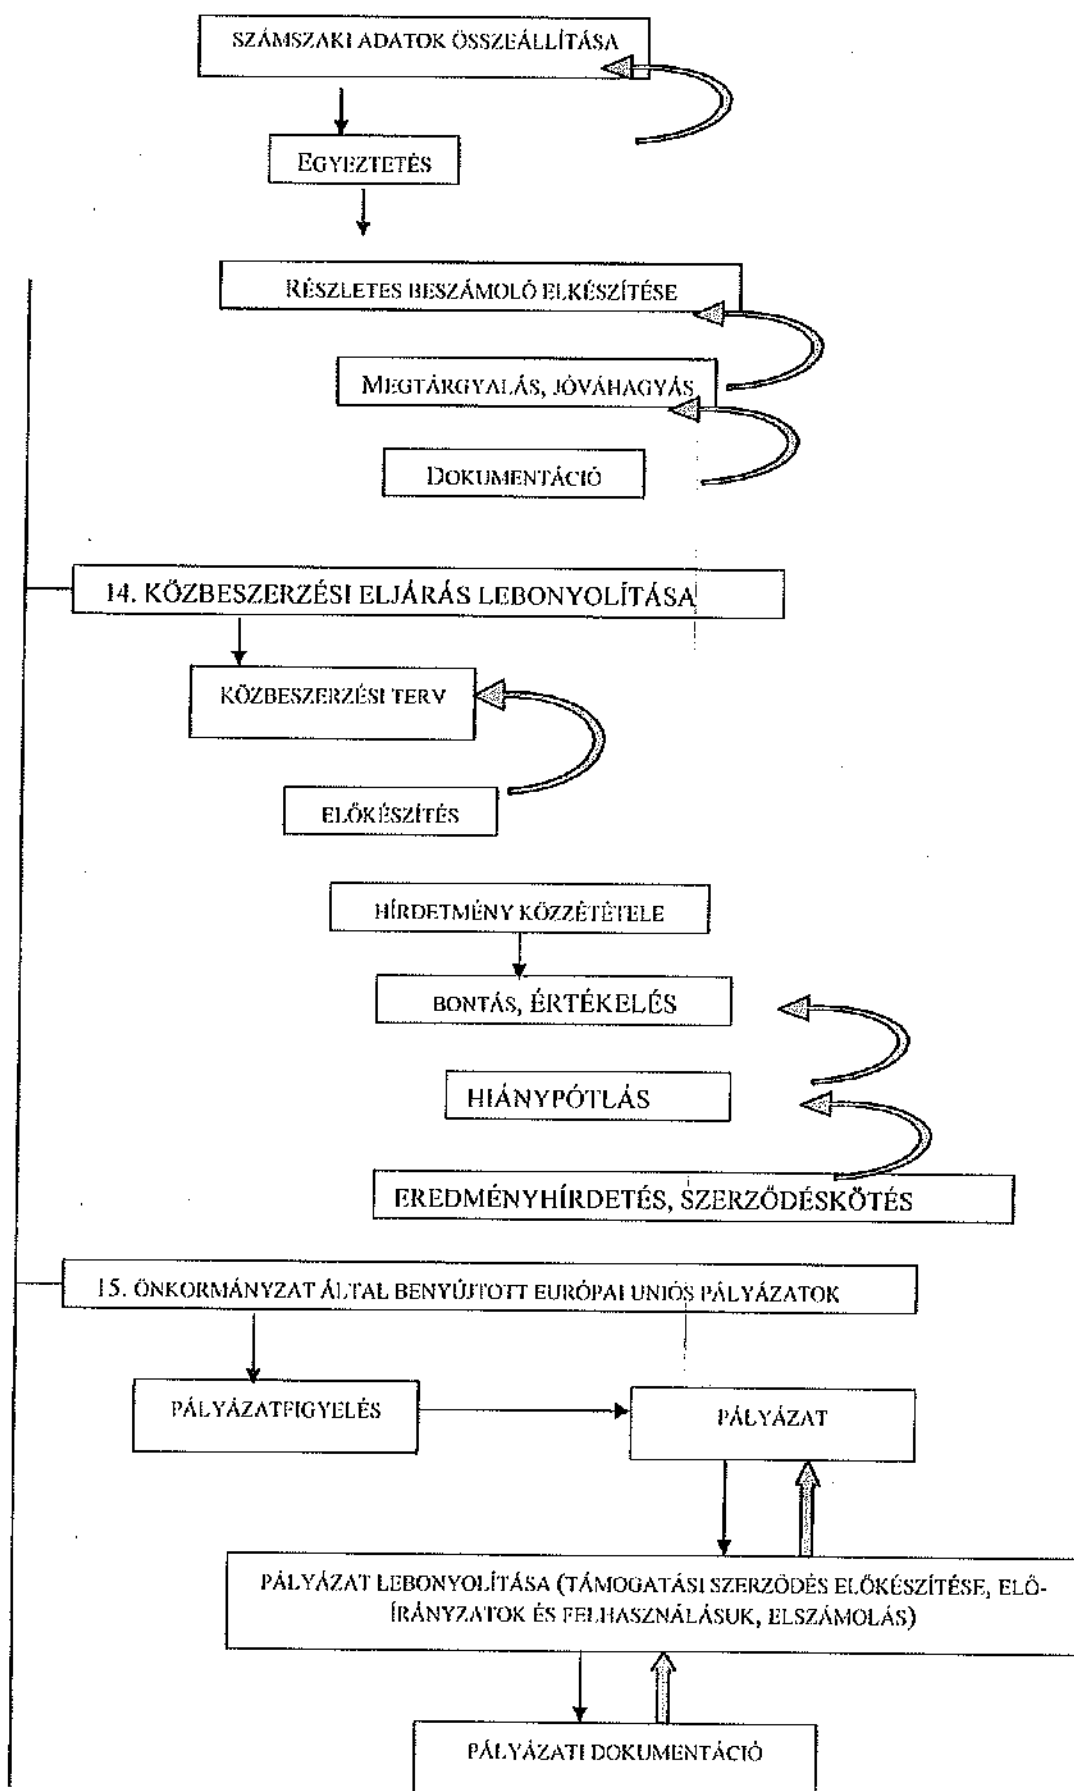 SZÁMSZAKI ADATOK ÖSSZEÁLLÍTÁSA
EGYEZTETÉS
RÉSZLETES BESZÁMOLÓ ELKÉSZÍTÉSE
MEGTÁRGYALÁS, JÓVÁHAGYÁS
DOKUMENTÁCIÓ
14. KÖZBESZERZÉSI ELJÁRÁS LEBONYOLÍTÁSA
KÖZBESZERZÉSI TERV
ELŐKÉSZÍTÉS
HÍRDETMÉNY KÖZZÉTÉTELE
BONTÁS, ÉRTÉKELÉS
HIÁNYPÓTLÁS
EREDMÉNYHÍRDETÉS, SZERZŐDÉSKÖTÉS
15. ÖNKORMÁNYZAT ÁLTAL BENYÚJTOTT EURÓPAI UNIÓS PÁLYÁZATOK
PÁLYÁZATFIGYELÉS
PÁLYÁZAT
PÁLYÁZAT LEBONYOLÍTÁSA (TÁMOGATÁSI SZERZŐDÉS ELŐKÉSZÍTÉSE, ELŐ-
ÍRÁNYZATOK ÉS FELHASZNÁLÁSUK, ELSZÁMOLÁS)
PÁLYÁZATI DOKUMENTÁCIÓ